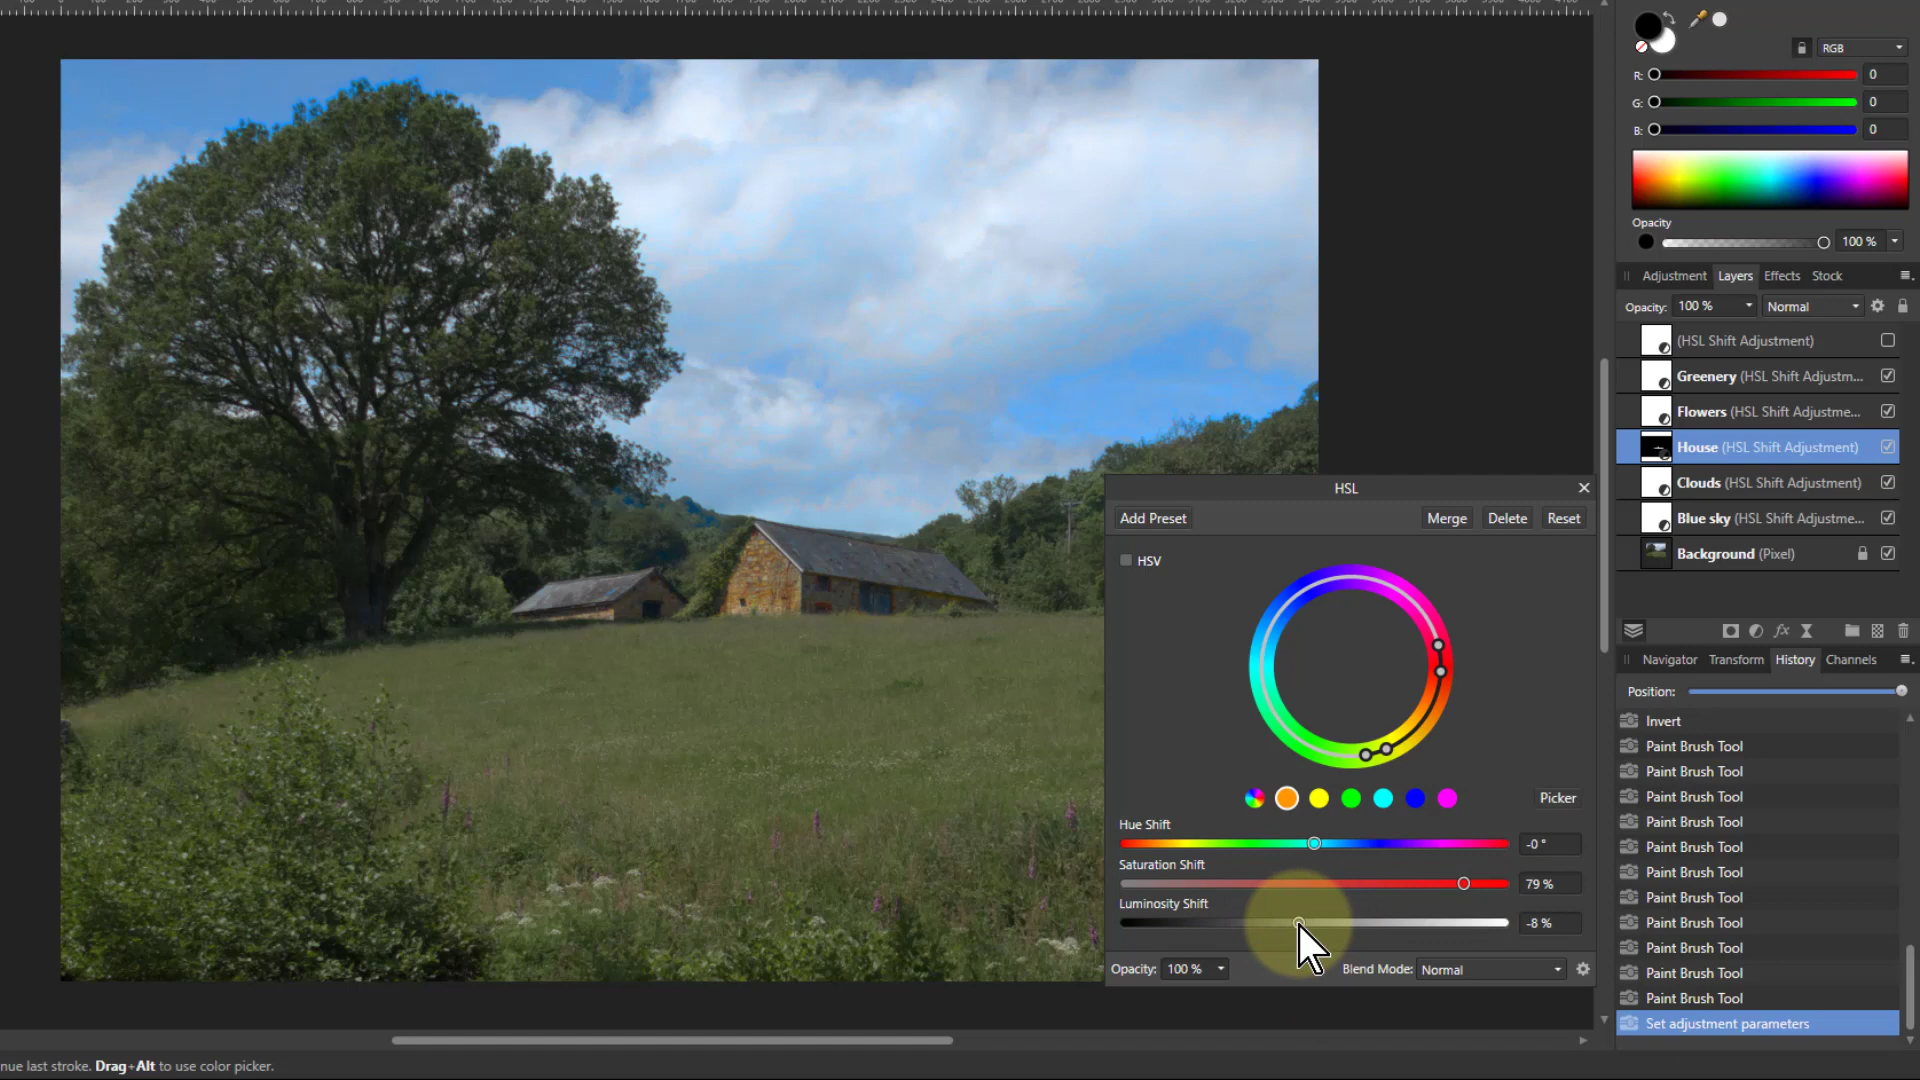 RGB
R:
0
G:
0
B:
0
Opacity
100 %
Adjustment Layers Effects Stock
Opacity: 100 % Normal
(HSL Shift Adjustment)
Greenery (HSL Shift Adjustm...
Flowers (HSL Shift Adjustme...
House (HSL Shift Adjustment)
Clouds (HSL Shift Adjustment)
Blue sky (HSL Shift Adjustme...
Background (Pixel)
fx
Navigator Transform History Channels
Position:
Invert
Paint Brush Tool
Paint Brush Tool
Paint Brush Tool
Paint Brush Tool
Paint Brush Tool
Paint Brush Tool
Paint Brush Tool
Paint Brush Tool
Paint Brush Tool
Paint Brush Tool
Paint Brush Tool
Set adjustment parameters
HSL
Add Preset Merge Delete Reset
HSV
Picker
Hue Shift
-0 °
Saturation Shift
79 %
Luminosity Shift
-8 %
Opacity: 100 % Blend Mode: Normal
nue last stroke. Drag+Alt to use color picker.